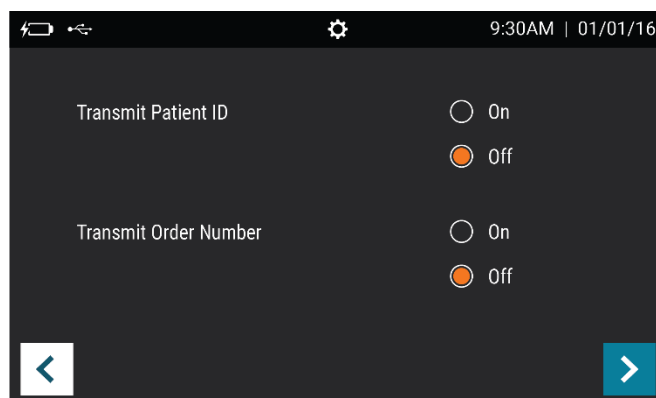 9:30AM | 01/01/16
Transmit Patient ID
On
Off
Transmit Order Number
On
Off